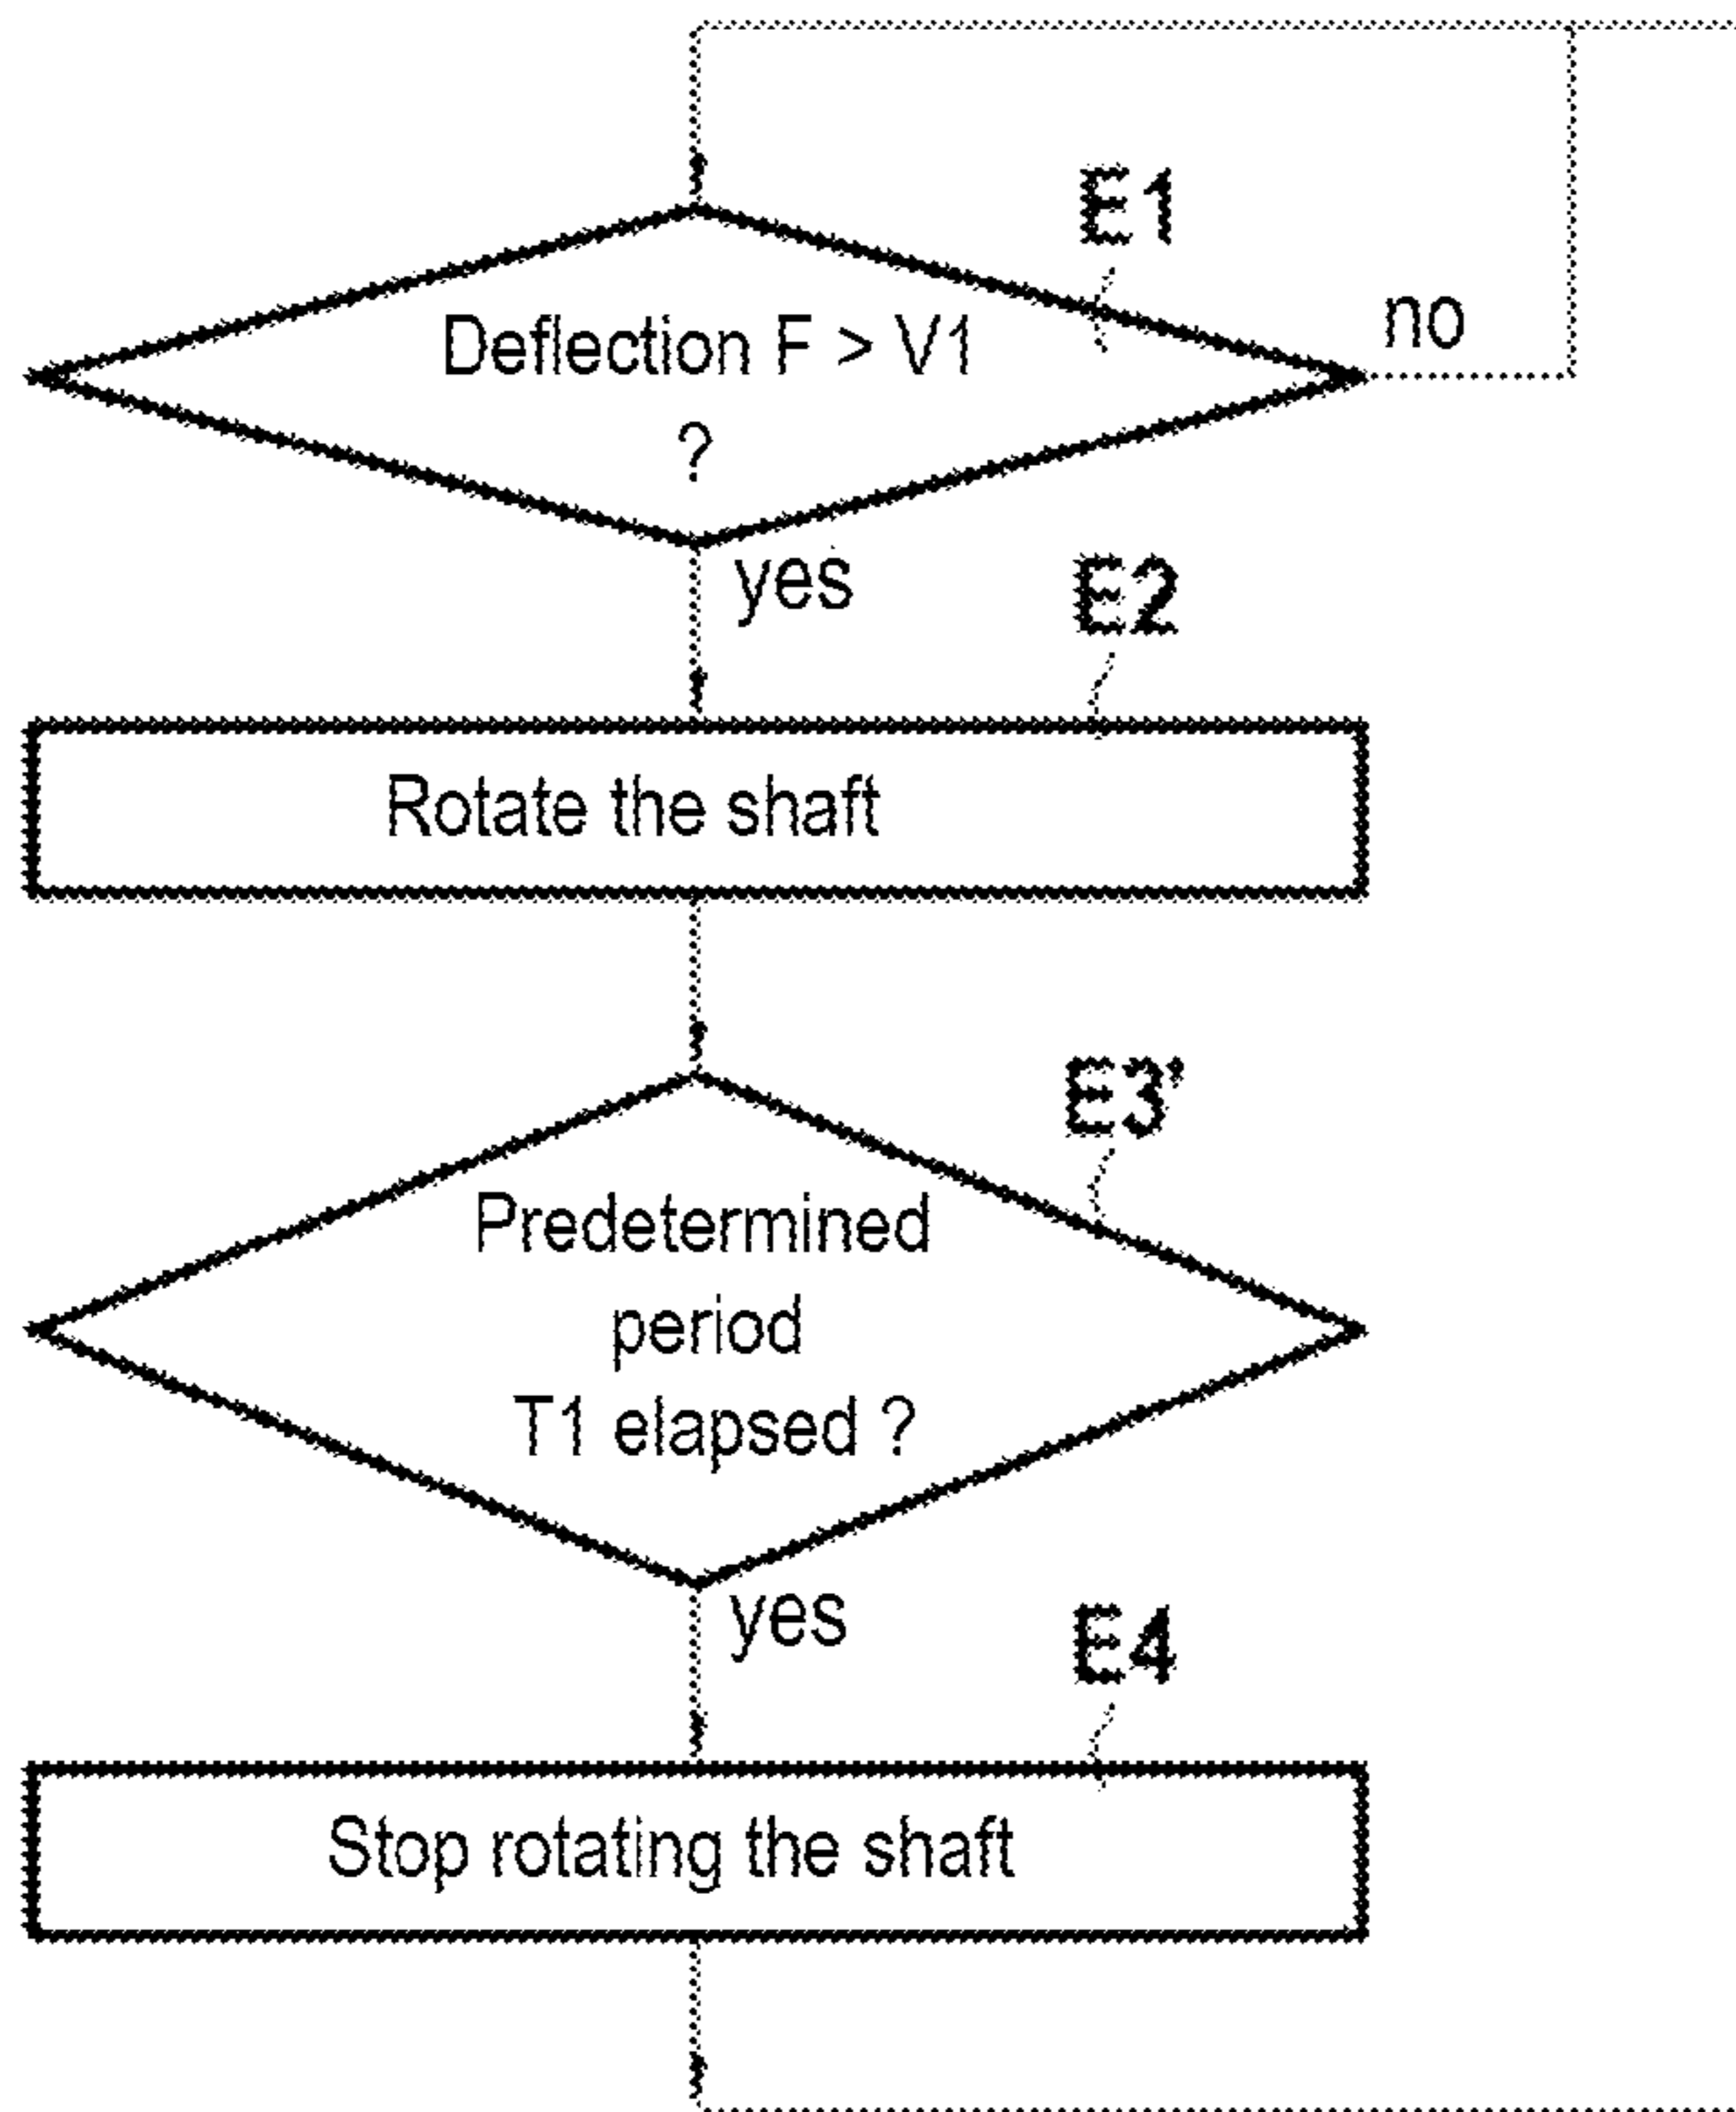 E1
Deflection F > V1
?
no
yes
E2
Rotate the shaft
E3'
Predetermined
period
T1 elapsed ?
yes
E4
Stop rotating the shaft